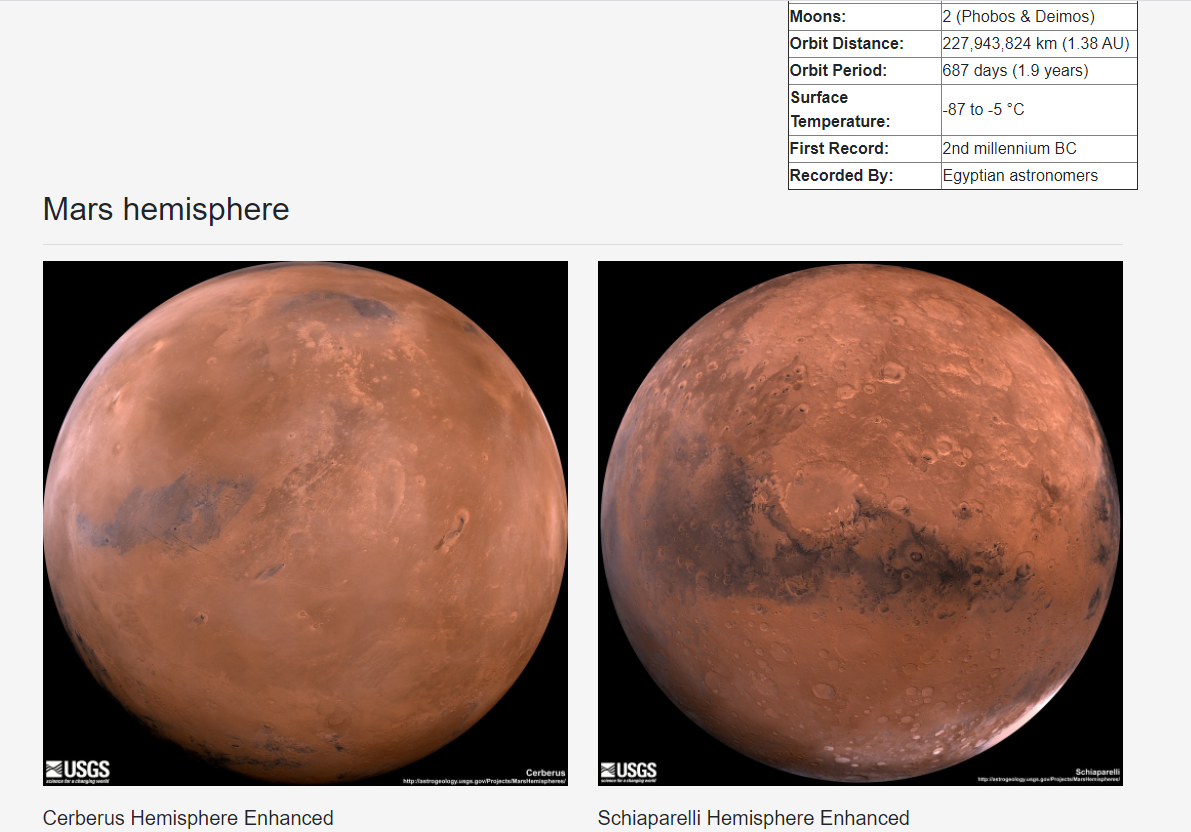 Moons: 2 (Phobos & Deimos)
Orbit Distance: 227,943,824 km (1.38 AU)
Orbit Period: 687 days (1.9 years)
Surface Temperature: -87 to -5 °C
First Record: 2nd millennium BC
Recorded By: Egyptian astronomers
Mars hemisphere
USGS
science for a changing world
Cerberus
http://astrogeology.usgs.gov/Projects/MarsHemispheres/
USGS
science for a changing world
Schiaparelli
http://astrogeology.usgs.gov/Projects/MarsHemispheres/
Cerberus Hemisphere Enhanced
Schiaparelli Hemisphere Enhanced